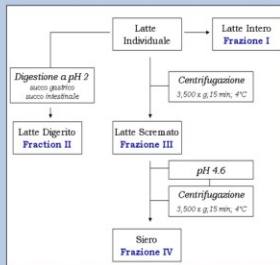 Latte
Individuale
Latte Intero
Frazione I
Digestione a pH 2
succo gastrico
succo intestinale
Centrifugazione
3,500 x g, 15 min; 4°C
Latte Digerito
Fraction II
Latte Scremato
Frazione III
pH 4.6
Centrifugazione
3,500 x g, 15 min; 4°C
Siero
Frazione IV